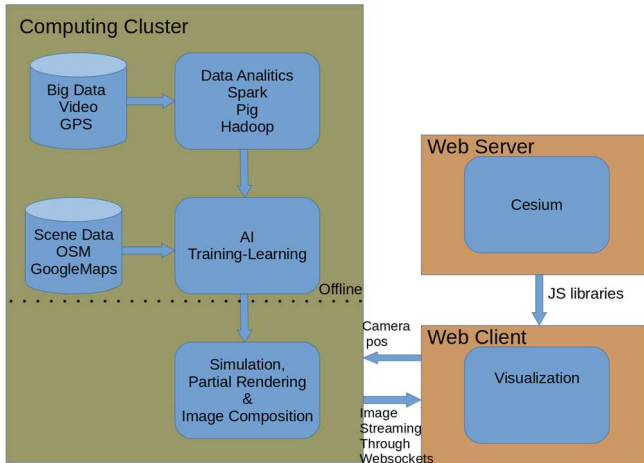 Computing Cluster
Big Data
Video
GPS
Data Analitics
Spark
Pig
Hadoop
Scene Data
OSM
GoogleMaps
AI
Training-Learning
Offline
Simulation,
Partial Rendering
&
Image Composition
Web Server
Cesium
JS libraries
Camera
pos
Web Client
Visualization
Image
Streaming
Through
Websockets